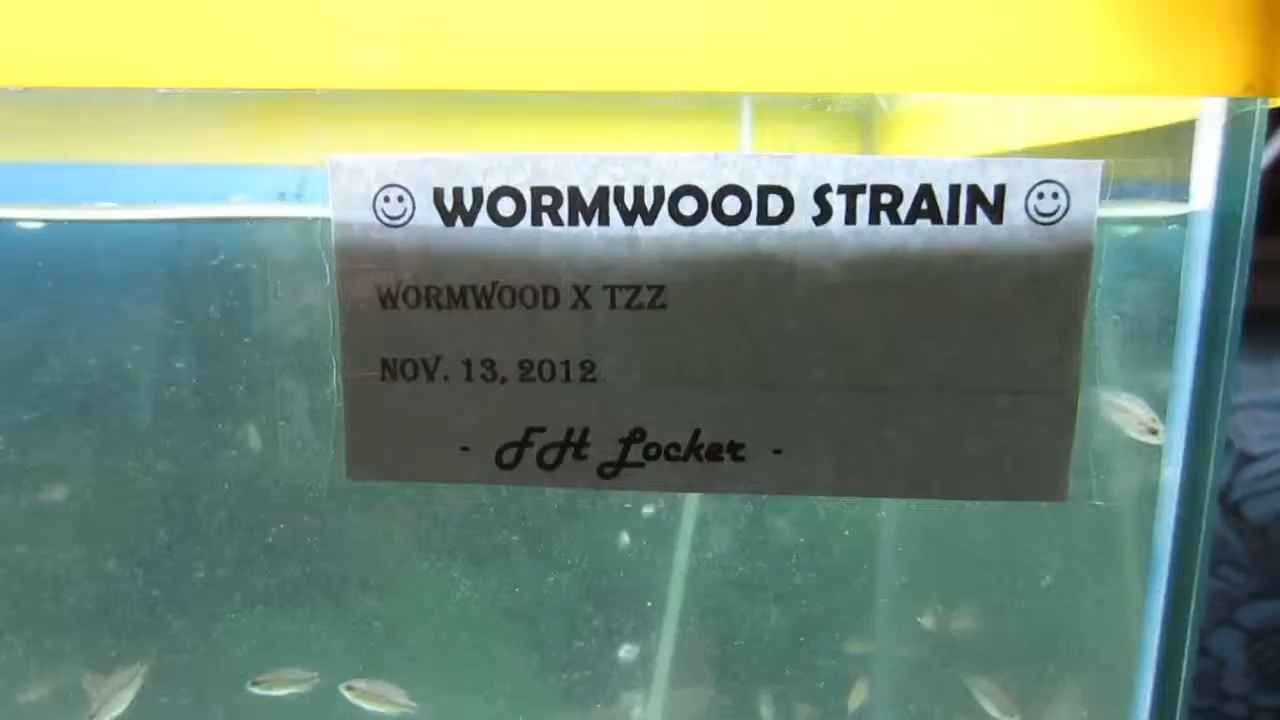 ☺ WORMWOOD STRAIN ☺
WORMWOOD X TZZ
NOV. 13, 2012
- FH Locker -